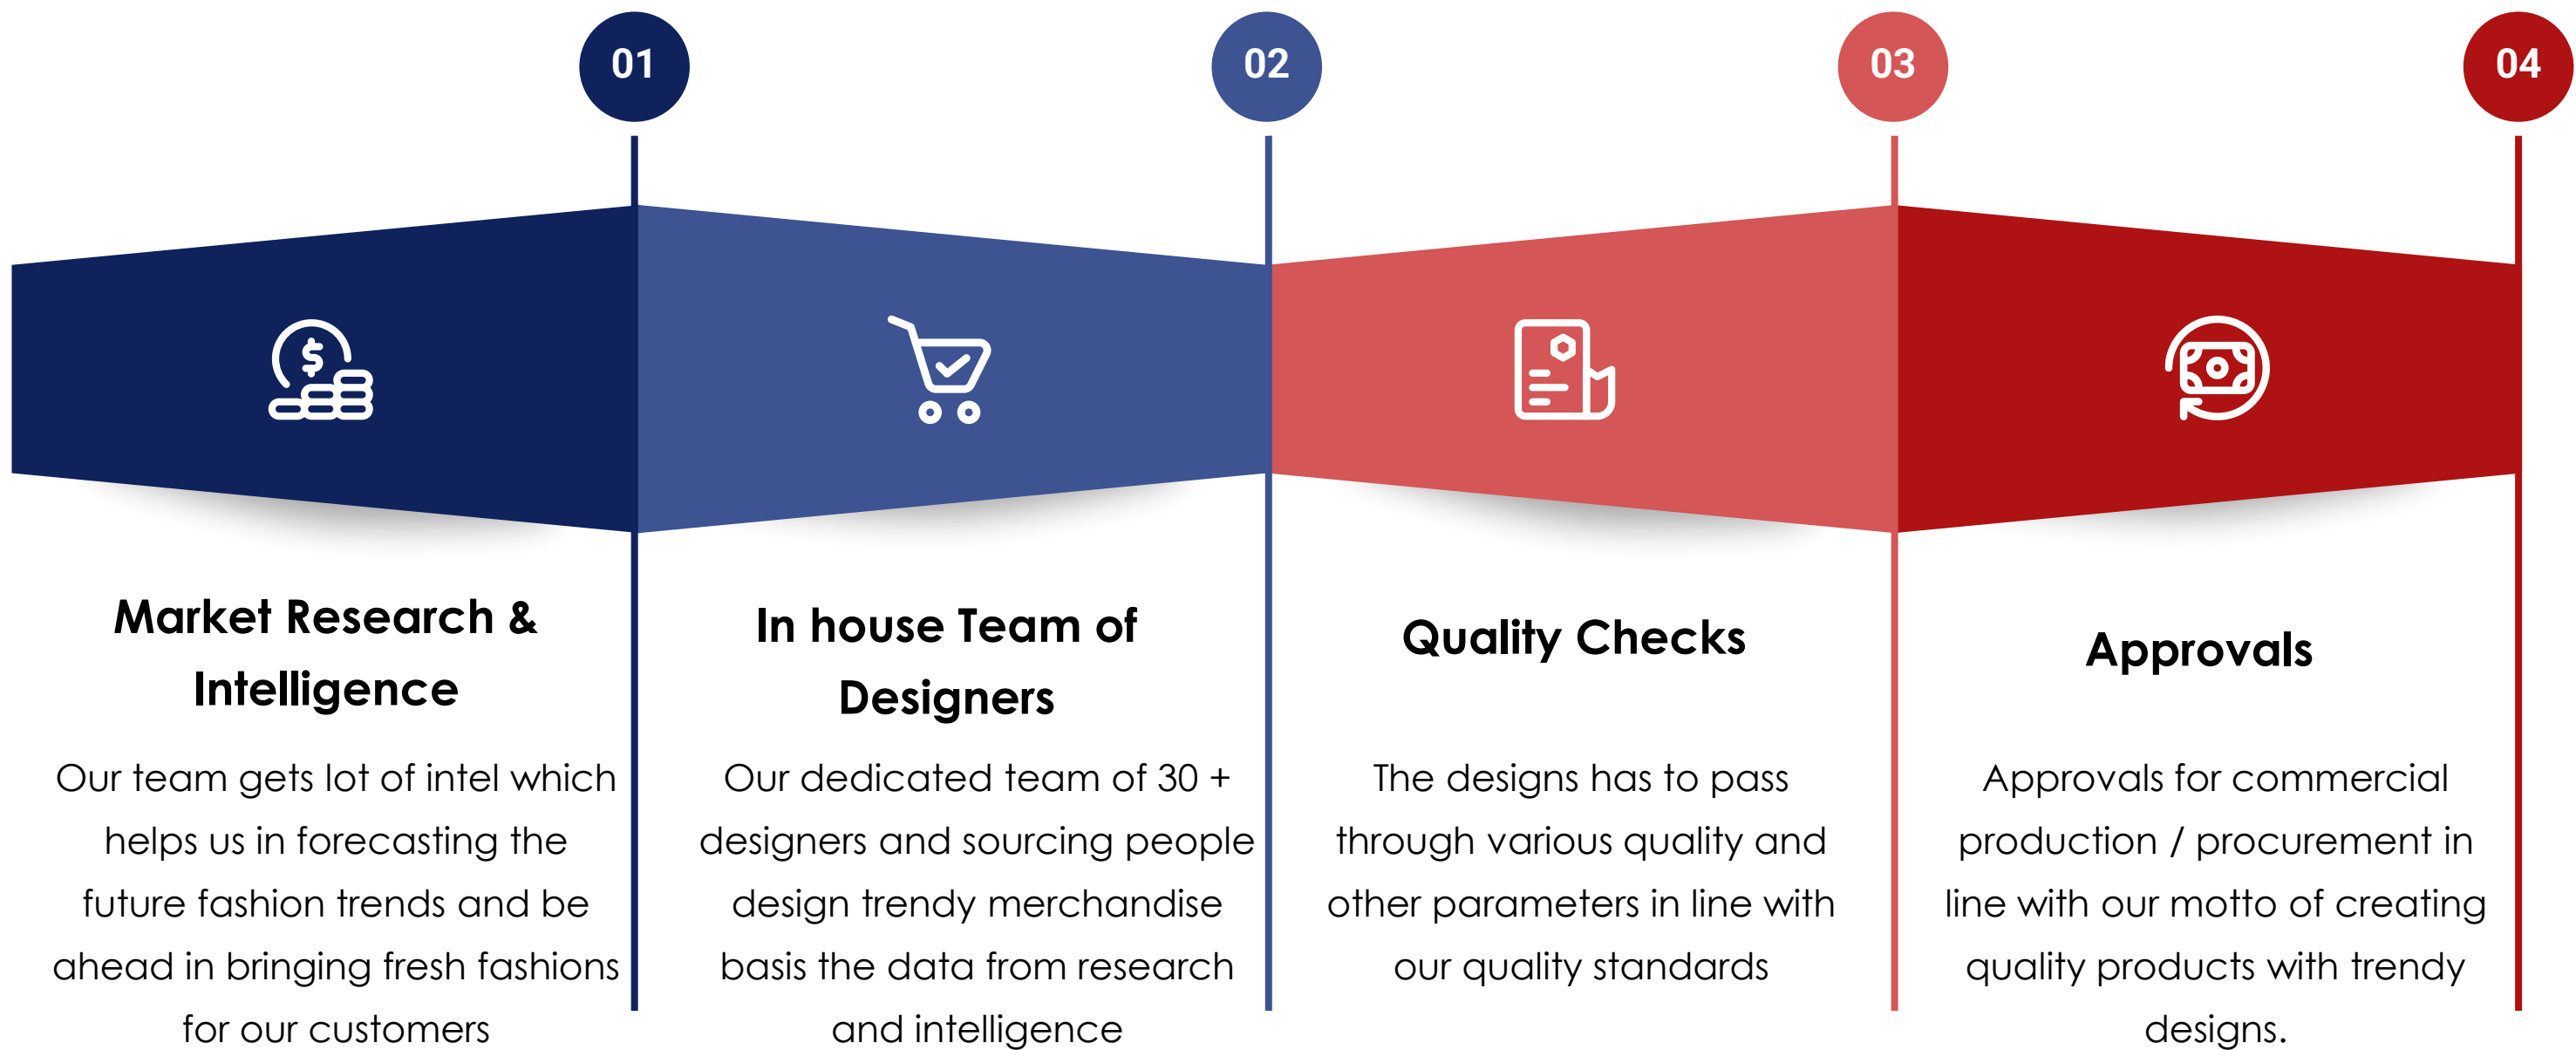 01
Market Research &
Intelligence
Our team gets lot of intel which
helps us in forecasting the
future fashion trends and be
ahead in bringing fresh fashions
for our customers
02
In house Team of
Designers
Our dedicated team of 30 +
designers and sourcing people
design trendy merchandise
basis the data from research
and intelligence
03
Quality Checks
The designs has to pass
through various quality and
other parameters in line with
our quality standards
04
Approvals
Approvals for commercial
production / procurement in
line with our motto of creating
quality products with trendy
designs.